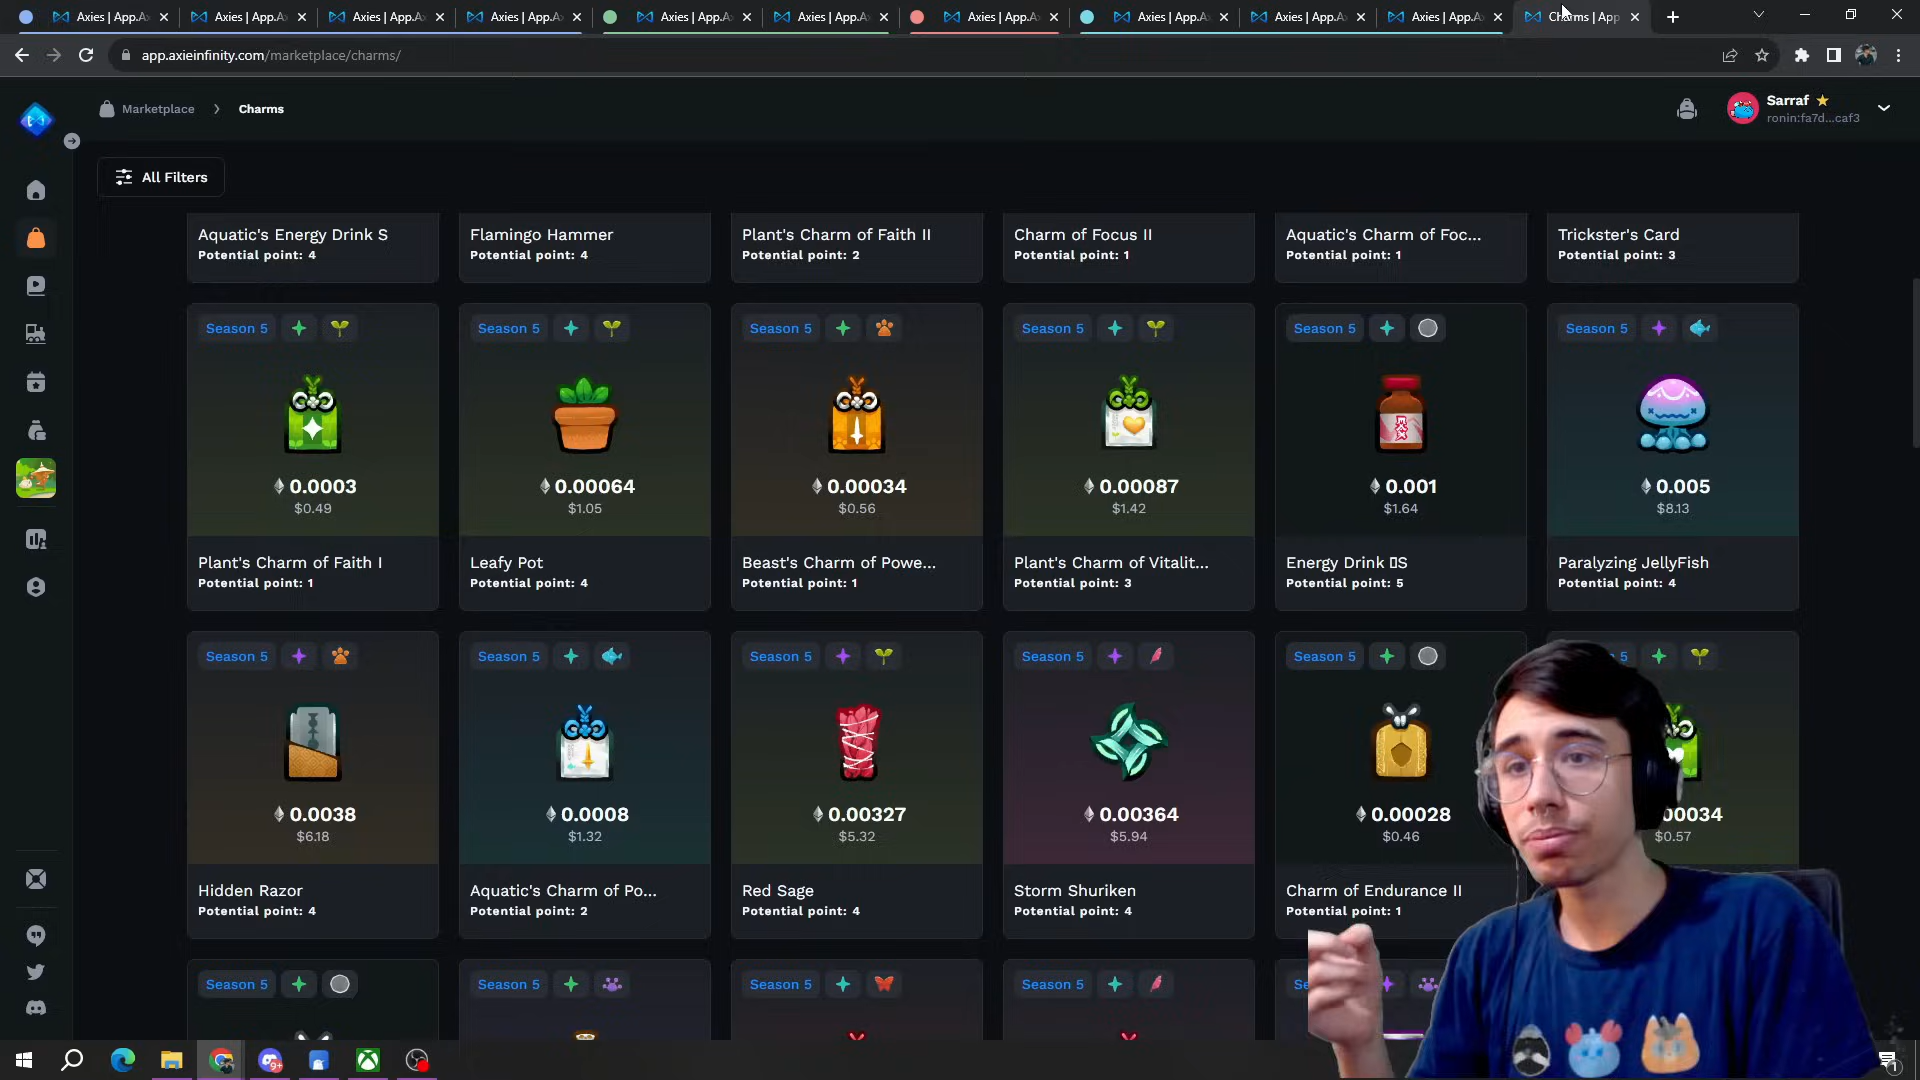 Axies | App.A
Axies | App.A
Axies | App.A
Axies | App.A
Axies | App.A
Axies | App.A
Axies | App.A
Axies | App.A
Axies | App.A
Axies | App.A
Charms | App
app.axieinfinity.com/marketplace/charms/
Marketplace
Charms
Sarraf
ronin:fa7d...caf3
All Filters
Aquatic's Energy Drink S
Potential point: 4
Flamingo Hammer
Potential point: 4
Plant's Charm of Faith II
Potential point: 2
Charm of Focus II
Potential point: 1
Aquatic's Charm of Foc...
Potential point: 1
Trickster's Card
Potential point: 3
Season 5
0.0003
$0.49
Plant's Charm of Faith I
Potential point: 1
Season 5
0.00064
$1.05
Leafy Pot
Potential point: 4
Season 5
0.00034
$0.56
Beast's Charm of Powe...
Potential point: 1
Season 5
0.00087
$1.42
Plant's Charm of Vitalit...
Potential point: 3
Season 5
0.001
$1.64
Energy Drink S
Potential point: 5
Season 5
0.005
$8.13
Paralyzing JellyFish
Potential point: 4
Season 5
0.0038
$6.18
Hidden Razor
Potential point: 4
Season 5
0.0008
$1.32
Aquatic's Charm of Po...
Potential point: 2
Season 5
0.00327
$5.32
Red Sage
Potential point: 4
Season 5
0.00364
$5.94
Storm Shuriken
Potential point: 4
Season 5
0.00028
$0.46
Charm of Endurance II
Potential point: 1
5
00034
$0.57
Season 5
Season 5
Season 5
Season 5
Se
9+
1